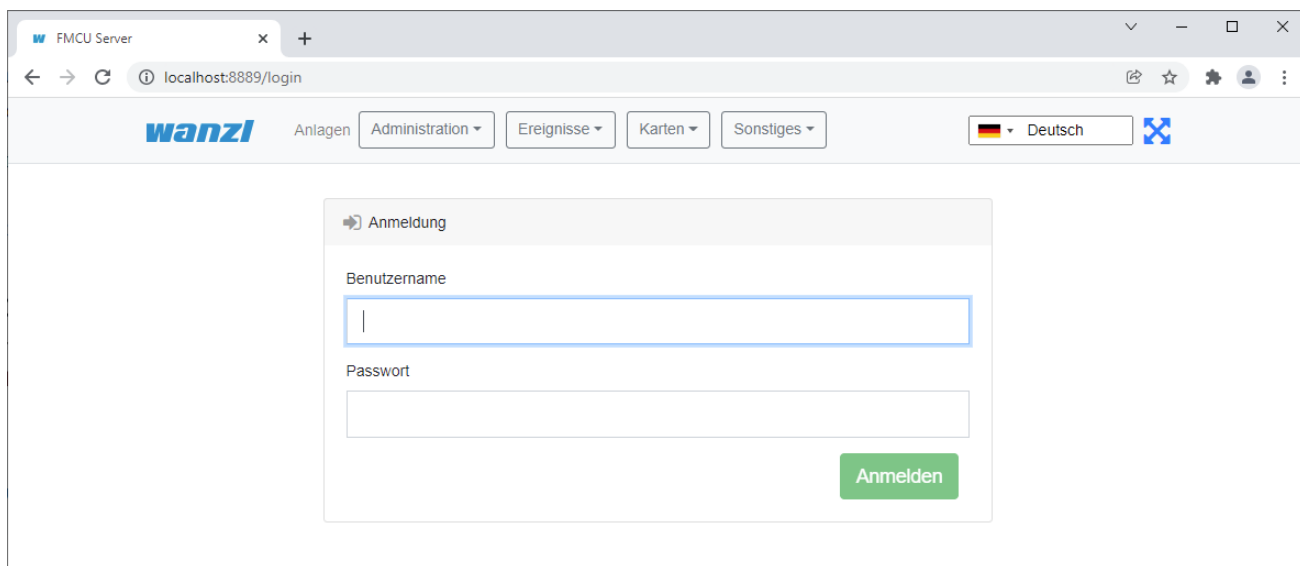 FMCU Server
localhost:8889/login
wanzl Anlagen Administration Ereignisse Karten Sonstiges Deutsch
Anmeldung
Benutzername
Passwort
Anmelden